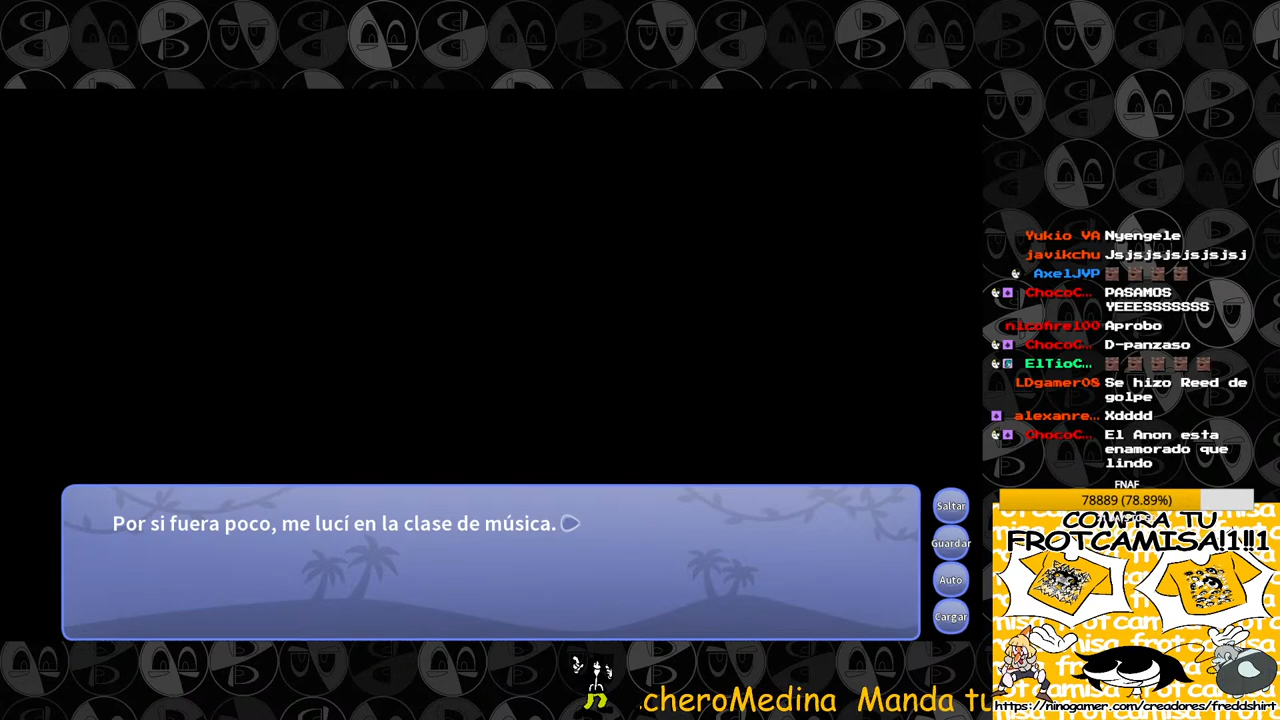 Yukio VA Nyengele
javikchu Jsjsjsjsjsjsjsj
AxelJVP
ChocoC... PASAMOS
YEEESSSSSSS
nicofire100 Aprobo
ChocoC... D-panzaso
ElTioC...
LDgamer08 Se hizo Reed de
golpe
alexanre... Xdddd
ChocoC... El Anon esta
enamorado que
lindo
FNAF
78889 (78.89%)
COMPRA TU
FROTCAMISA!1!!1
Por si fuera poco, me lucí en la clase de música.
Saltar
Guardar
Auto
Cargar
cheroMedina Manda tu
https://ninogamer.com/creadores/freddshirt